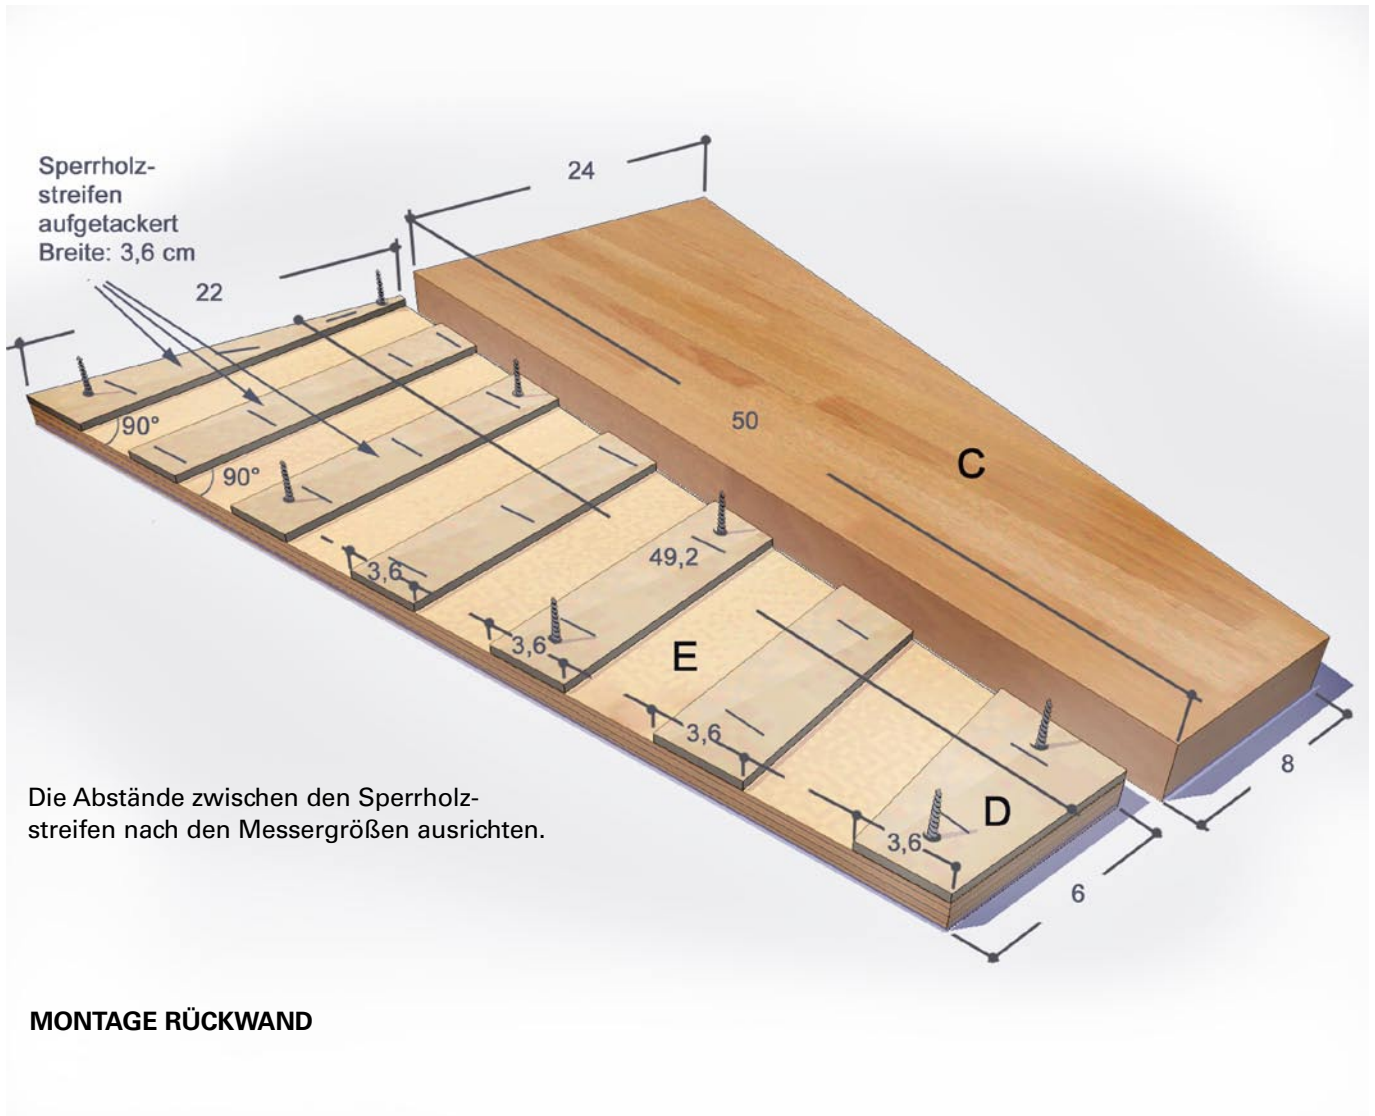 Sperrholz-
streifen
aufgetackert
Breite: 3,6 cm
24
22
50
C
90°
90°
49,2
3,6
3,6
E
3,6
3,6
D
8
6
Die Abstände zwischen den Sperrholz-
streifen nach den Messergrößen ausrichten.
MONTAGE RÜCKWAND